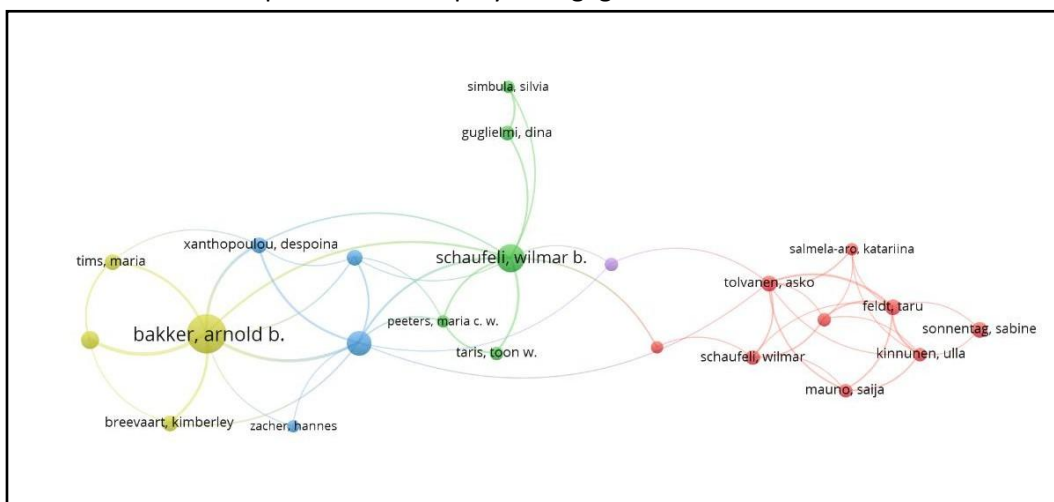 simbula, silvia
guglielmi, dina
xanthopoulou, despoina
schaufeli, wilmar b.
salmela-aro, katariina
tims, maria
tolvanen, asko
feldt, taru
bakker, arnold b.
peeters, maria c. w.
sonnentag, sabine
taris, toon w.
schaufeli, wilmar
kinnunen, ulla
mauno, saija
breevaart, kimberley
zacher, hannes